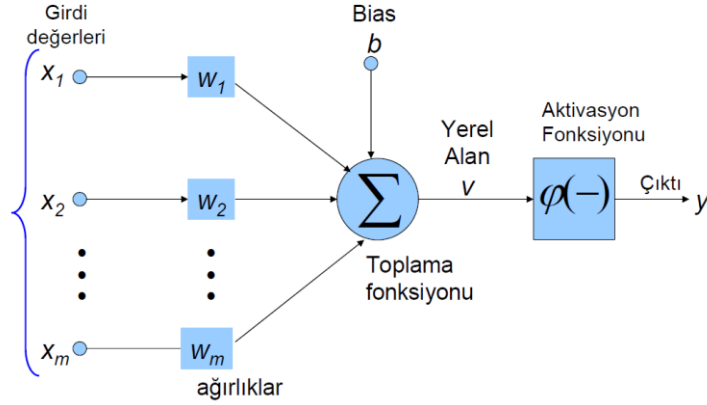 Girdi
değerleri
Bias
b
x1
w1
Yerel
Alan
v
Aktivasyon
Fonksiyonu
x2
w2
Σ
φ(−)
Çıktı
y
Toplama
fonksiyonu
xm
wm
ağırlıklar